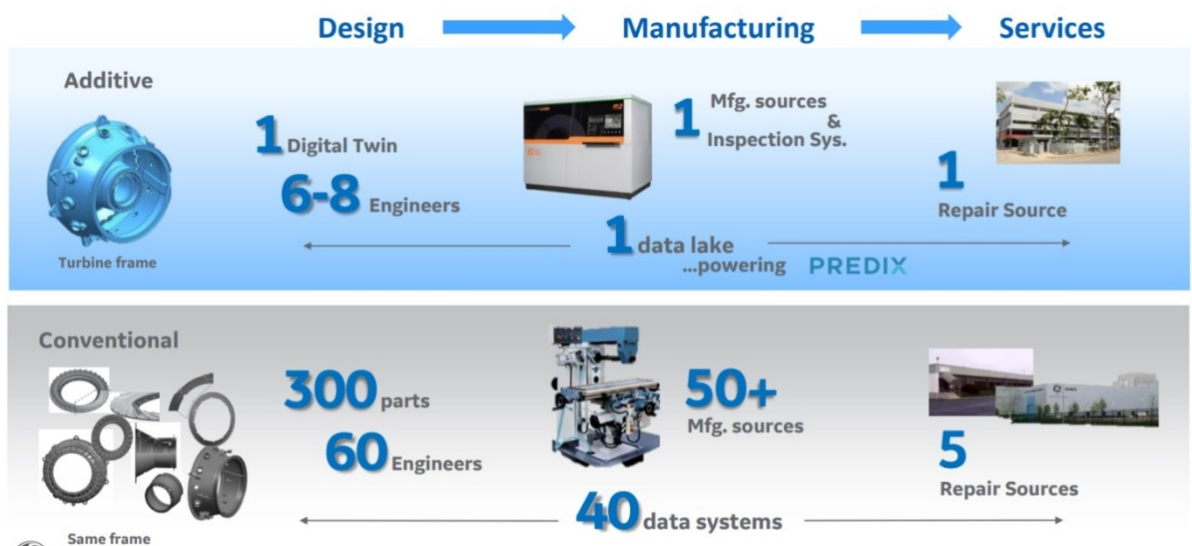 Design Manufacturing Services
Additive
1 Digital Twin
6-8 Engineers
1 Mfg. sources
&
Inspection Sys.
1
Repair Source
Turbine frame
1 data lake
...powering PREDIX
Conventional
300 parts
60 Engineers
50+
Mfg. sources
5
Repair Sources
40 data systems
Same frame